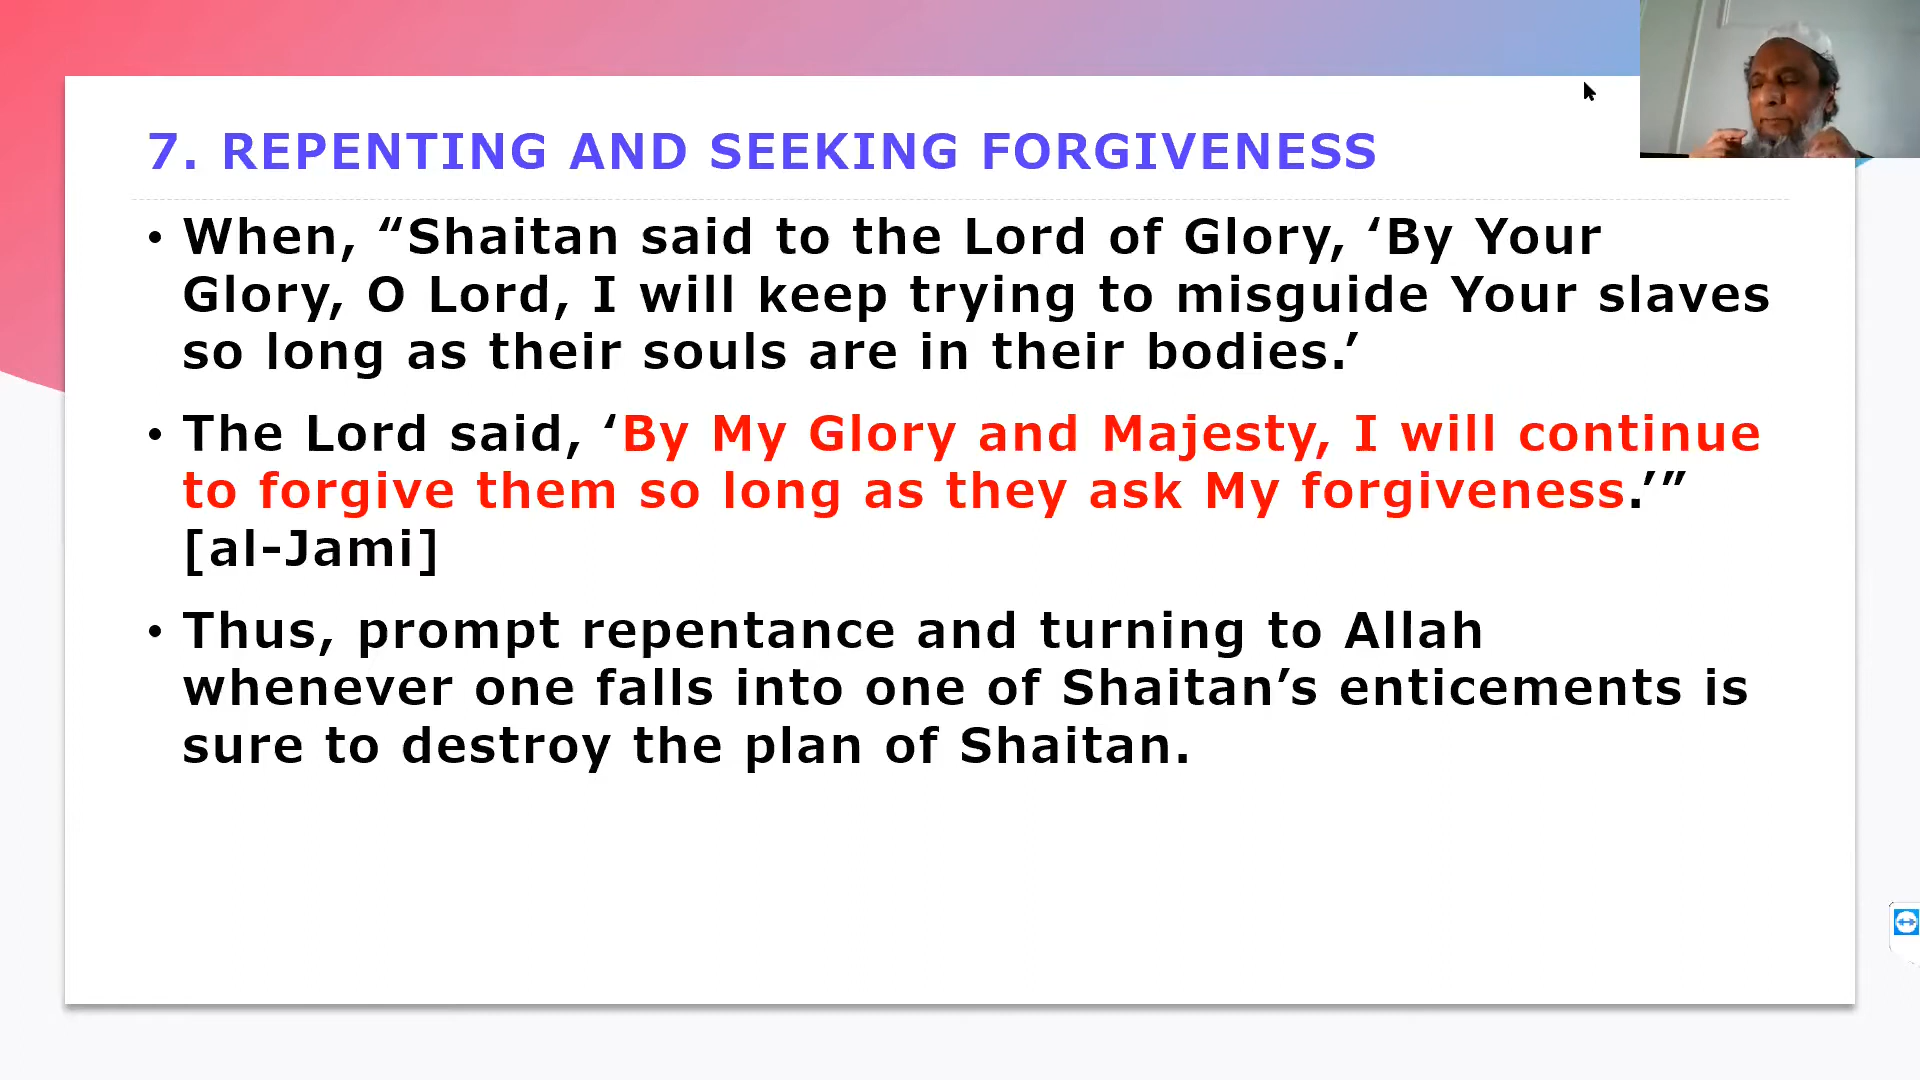 7. REPENTING AND SEEKING FORGIVENESS
• When, “Shaitan said to the Lord of Glory, ‘By Your
Glory, O Lord, I will keep trying to misguide Your slaves
so long as their souls are in their bodies.’
• The Lord said, ‘By My Glory and Majesty, I will continue
to forgive them so long as they ask My forgiveness.’”
[al-Jami]
• Thus, prompt repentance and turning to Allah
whenever one falls into one of Shaitan’s enticements is
sure to destroy the plan of Shaitan.